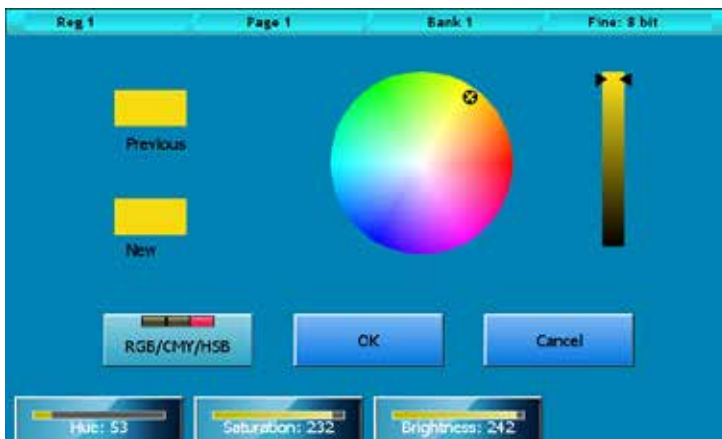 Reg 1 Page 1 Bank 1 Fine: 8 bit
Previous
New
RGB/CMY/HSB OK Cancel
Hue: 53 Saturation: 232 Brightness: 242